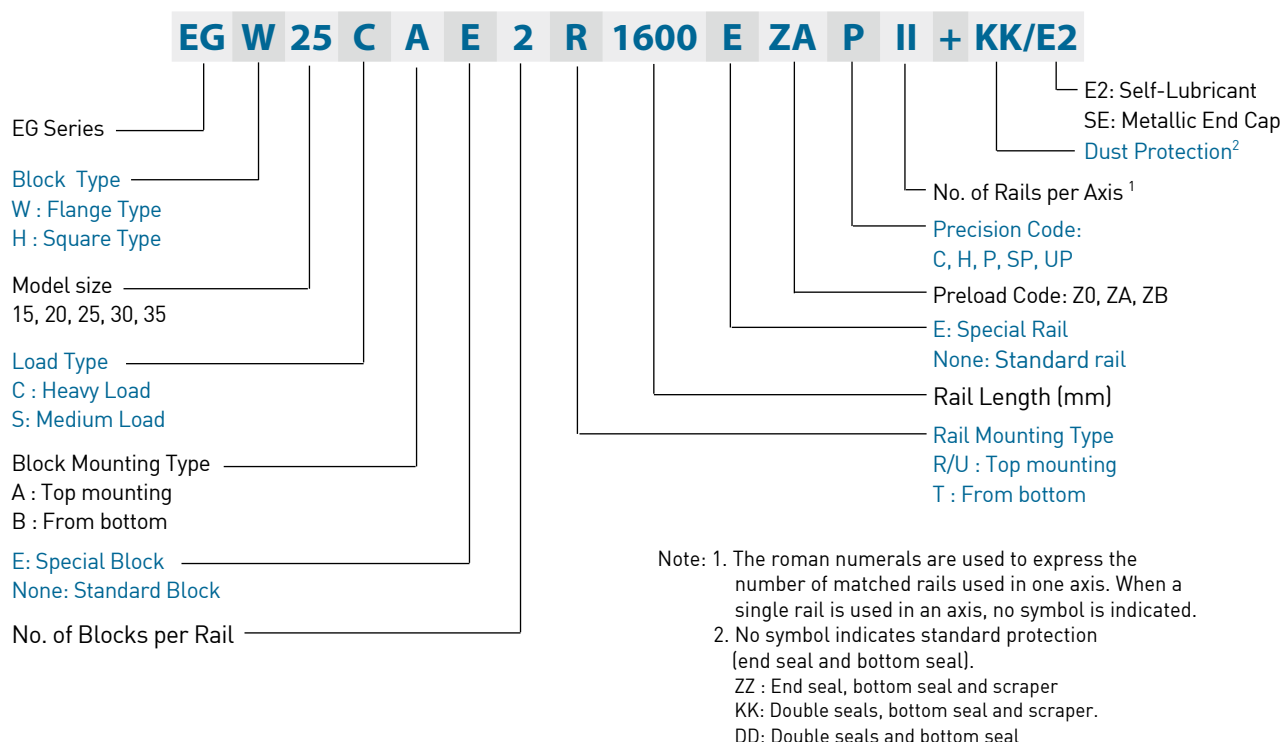 EG W 25 C A E 2 R 1600 E ZA P II + KK/E2
EG Series
Block Type
W : Flange Type
H : Square Type
Model size
15, 20, 25, 30, 35
Load Type
C : Heavy Load
S: Medium Load
Block Mounting Type
A : Top mounting
B : From bottom
E: Special Block
None: Standard Block
No. of Blocks per Rail
E2: Self-Lubricant
SE: Metallic End Cap
Dust Protection2
No. of Rails per Axis 1
Precision Code:
C, H, P, SP, UP
Preload Code: Z0, ZA, ZB
E: Special Rail
None: Standard rail
Rail Length (mm)
Rail Mounting Type
R/U : Top mounting
T : From bottom
Note: 1. The roman numerals are used to express the
number of matched rails used in one axis. When a
single rail is used in an axis, no symbol is indicated.
2. No symbol indicates standard protection
(end seal and bottom seal).
ZZ : End seal, bottom seal and scraper
KK: Double seals, bottom seal and scraper.
DD: Double seals and bottom seal